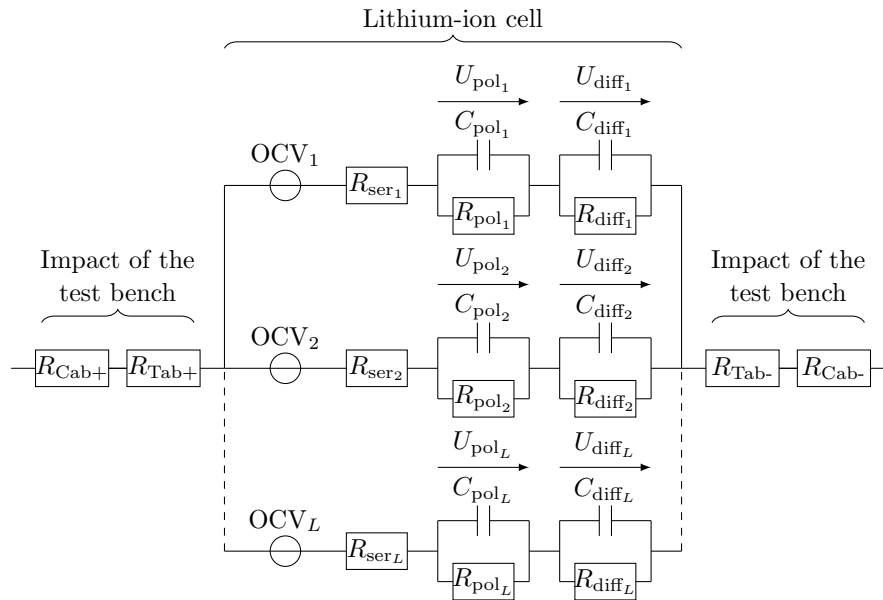 Lithium-ion cell
U_pol_1 U_diff_1
C_pol_1 C_diff_1
OCV_1
R_ser_1
R_pol_1 R_diff_1
Impact of the
test bench
U_pol_2 U_diff_2
Impact of the
test bench
C_pol_2 C_diff_2
OCV_2
R_Cab+ R_Tab+ R_ser_2 R_Tab- R_Cab-
R_pol_2 R_diff_2
U_pol_L U_diff_L
C_pol_L C_diff_L
OCV_L
R_ser_L
R_pol_L R_diff_L